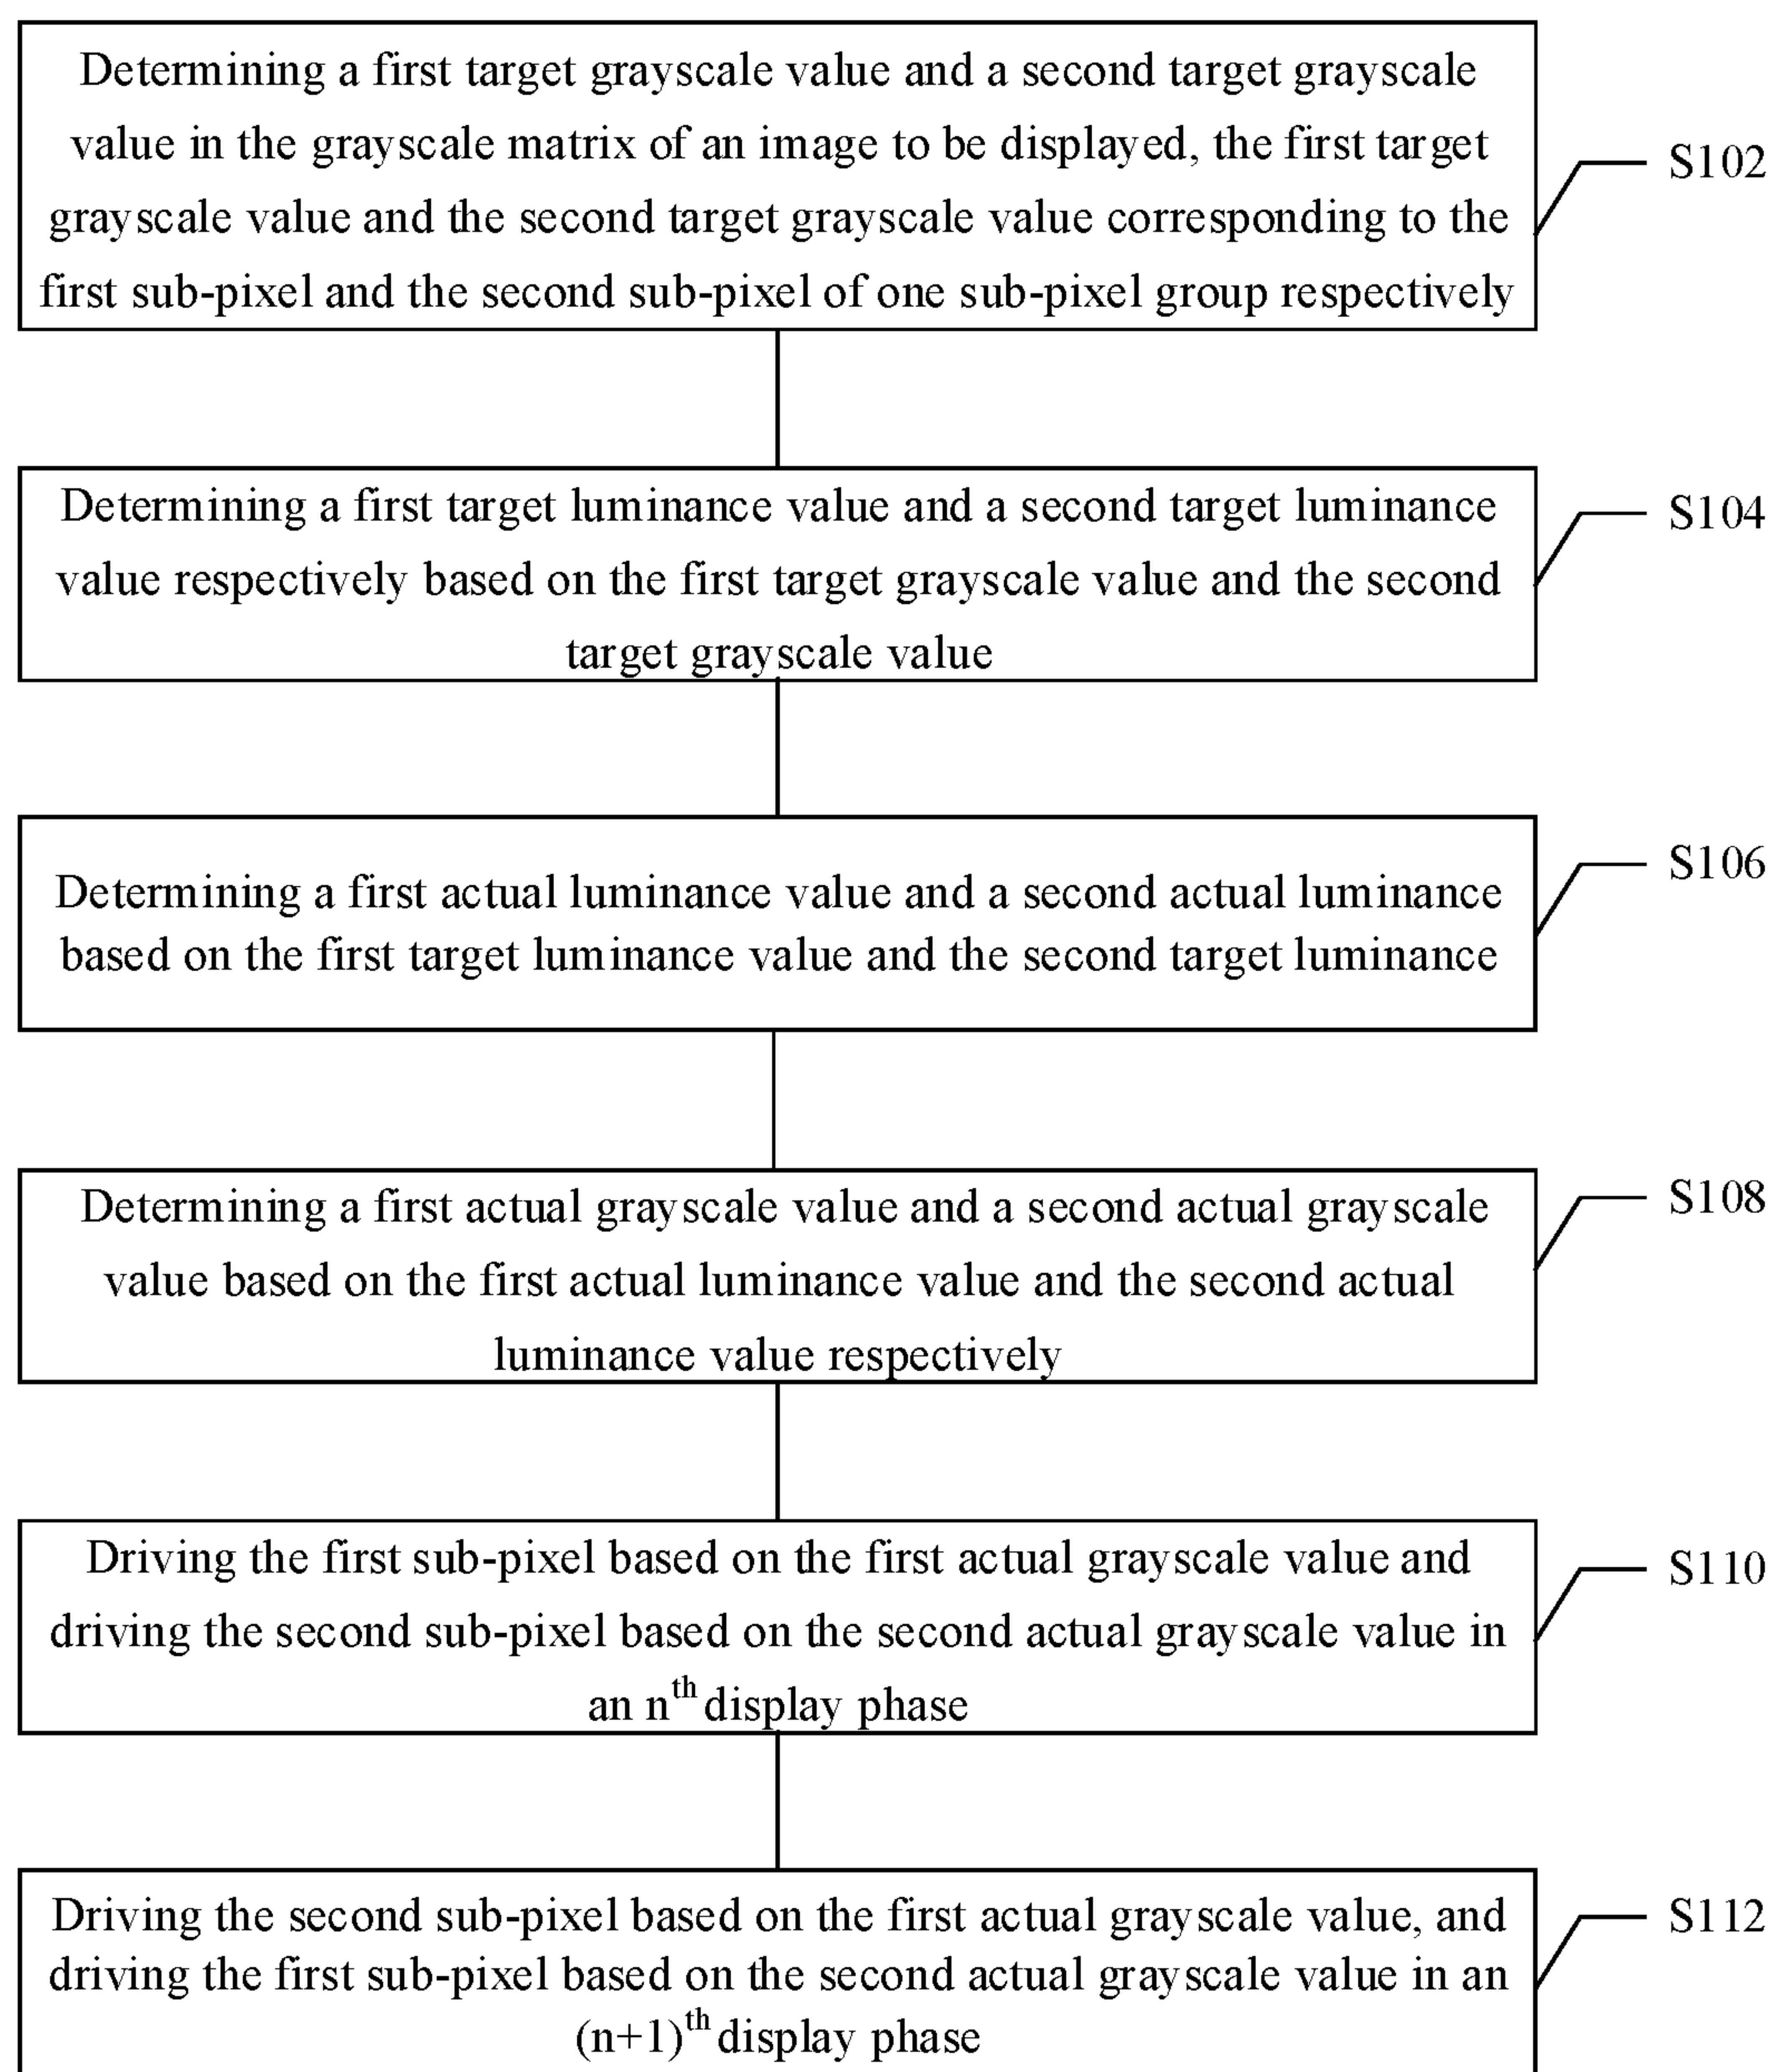 Determining a first target grayscale value and a second target grayscale
value in the grayscale matrix of an image to be displayed, the first target
grayscale value and the second target grayscale value corresponding to the
first sub-pixel and the second sub-pixel of one sub-pixel group respectively
S102
Determining a first target luminance value and a second target luminance
value respectively based on the first target grayscale value and the second
target grayscale value
S104
Determining a first actual luminance value and a second actual luminance
based on the first target luminance value and the second target luminance
S106
Determining a first actual grayscale value and a second actual grayscale
value based on the first actual luminance value and the second actual
luminance value respectively
S108
Driving the first sub-pixel based on the first actual grayscale value and
driving the second sub-pixel based on the second actual grayscale value in
an nth display phase
S110
Driving the second sub-pixel based on the first actual grayscale value, and
driving the first sub-pixel based on the second actual grayscale value in an
(n+1)th display phase
S112